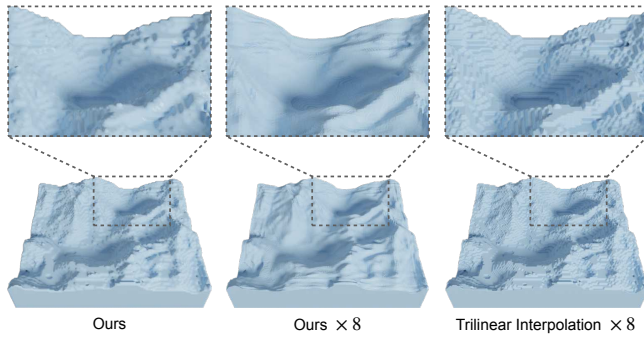 Ours
Ours × 8
Trilinear Interpolation × 8